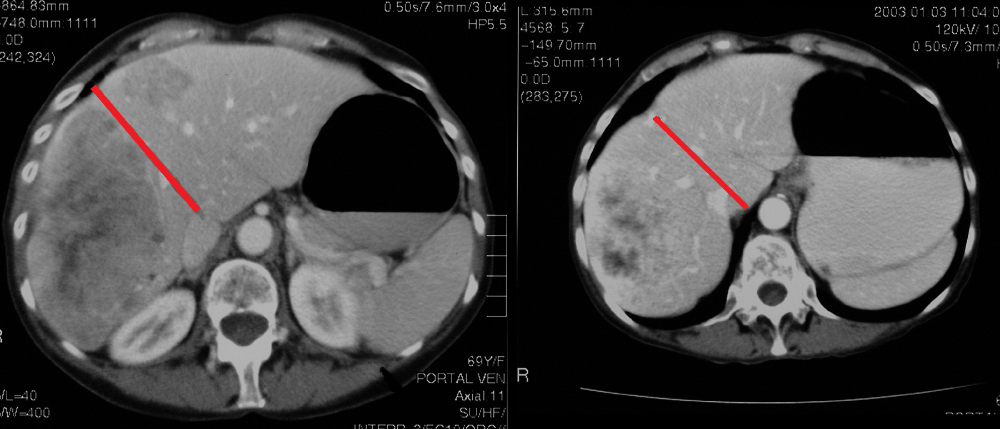 -864.83mm
-748.0mm:1111
.0D
(242,324)
0.50s/7.6mm/3.0x4
HP5.5
R
/L=40
/W=400
69Y/F
PORTAL VEN
Axial.11
SU/HF/
L:315.6mm
4568: 5: 7
-149.70mm
-65.0mm:1111
0.0D
(283,275)
2003.01.03 11:04:0
120kV/ 10
0.50s/7.3mm/
R